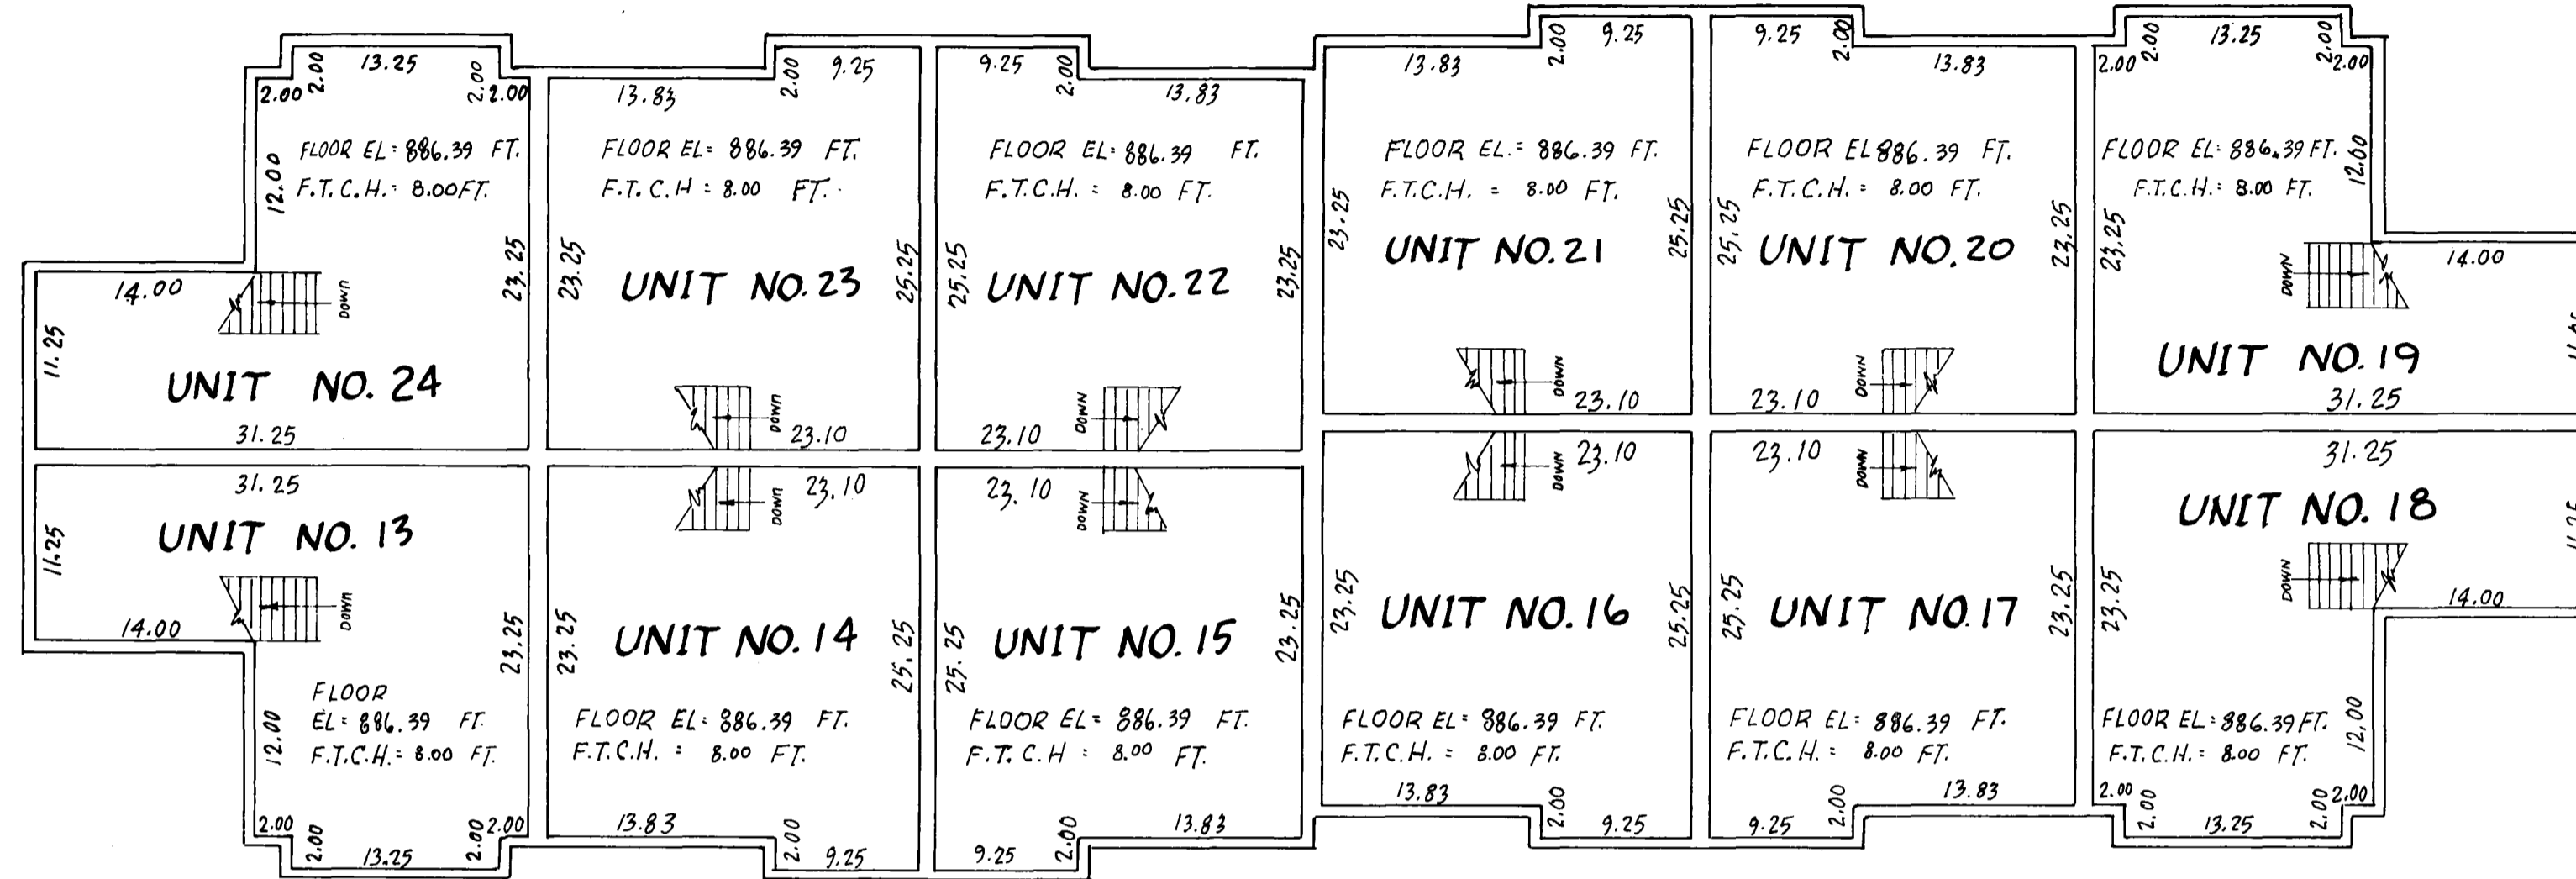 13.25
2.00
2.00
2.00
2.00
12.00
FLOOR EL= 886.39 FT.
F.T.C.H.= 8.00 FT.
14.00
DOWN
23.25
11.25
UNIT NO. 24
31.25
9.25
2.00
13.83
FLOOR EL= 886.39 FT.
F.T.C.H = 8.00 FT.
23.25
25.25
UNIT NO. 23
DOWN
23.10
9.25
2.00
13.83
FLOOR EL= 886.39 FT.
F.T.C.H. = 8.00 FT.
25.25
23.25
UNIT NO. 22
DOWN
23.10
9.25
2.00
13.83
FLOOR EL.= 886.39 FT.
F.T.C.H. = 8.00 FT.
23.25
25.25
UNIT NO. 21
DOWN
23.10
9.25
2.00
13.83
FLOOR EL 886.39 FT.
F.T.C.H. = 8.00 FT.
25.25
23.25
UNIT NO. 20
DOWN
23.10
13.25
2.00
2.00
2.00
2.00
FLOOR EL= 886.39 FT.
F.T.C.H.= 8.00 FT.
12.00
23.25
DOWN
14.00
UNIT NO. 19
31.25
31.25
UNIT NO. 13
11.25
DOWN
14.00
23.25
FLOOR
EL= 886.39 FT.
F.T.C.H.= 8.00 FT.
12.00
2.00
2.00
2.00
2.00
13.25
23.10
DOWN
UNIT NO. 14
23.25
25.25
FLOOR EL= 886.39 FT.
F.T.C.H. = 8.00 FT.
13.83
2.00
9.25
23.10
DOWN
UNIT NO. 15
25.25
23.25
FLOOR EL= 886.39 FT.
F.T.C.H = 8.00 FT.
13.83
2.00
9.25
23.10
DOWN
UNIT NO. 16
23.25
25.25
FLOOR EL= 886.39 FT.
F.T.C.H. = 8.00 FT.
13.83
2.00
9.25
23.10
DOWN
UNIT NO. 17
25.25
23.25
FLOOR EL= 886.39 FT.
F.T.C.H. = 8.00 FT.
13.83
2.00
9.25
31.25
UNIT NO. 18
11.25
DOWN
14.00
23.25
FLOOR EL= 886.39 FT.
F.T.C.H.= 8.00 FT.
12.00
2.00
2.00
2.00
2.00
13.25